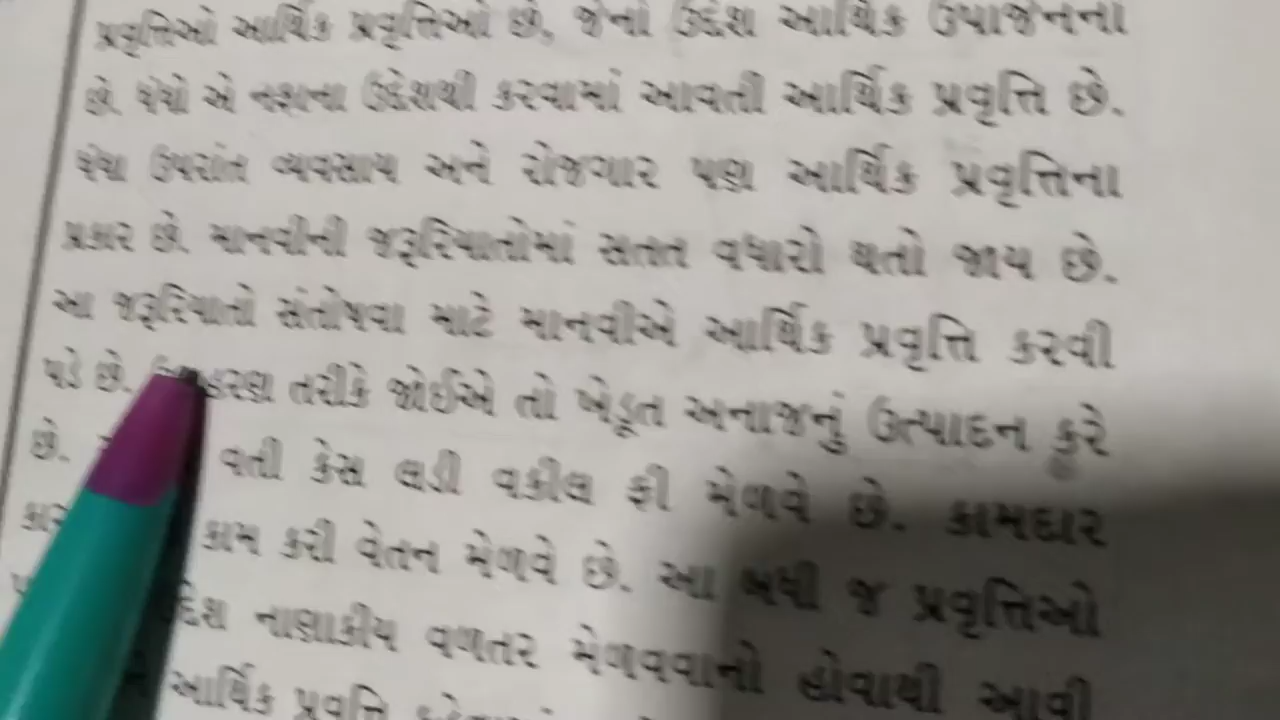 પ્રવૃત્તિઓ આર્થિક પ્રવૃત્તિઓ છે, જેનો ઉદ્દેશ આર્થિક ઉપાર્જનના
છે. ધંધો એ નફાના ઉદ્દેશથી કરવામાં આવતી આર્થિક પ્રવૃત્તિ છે.
ધંધા ઉપરાંત વ્યવસાય અને રોજગાર પણ આર્થિક પ્રવૃત્તિના
પ્રકાર છે. માનવીની જરૂરિયાતોમાં સતત વધારો થતો જાય છે.
આ જરૂરિયાતો સંતોષવા માટે માનવીએ આર્થિક પ્રવૃત્તિ કરવી
પડે છે. તરીકે જોઈએ તો ખેડૂત અનાજનું ઉત્પાદન કરે
છે. વતી કેસ લડી વકીલ ફી મેળવે છે. કામદાર
કામ કરી વેતન મેળવે છે. આ બધી જ પ્રવૃત્તિઓ
નાણાકીય વળતર મેળવવાનો હોવાથી આવી
આર્થિક પ્રવૃત્તિ